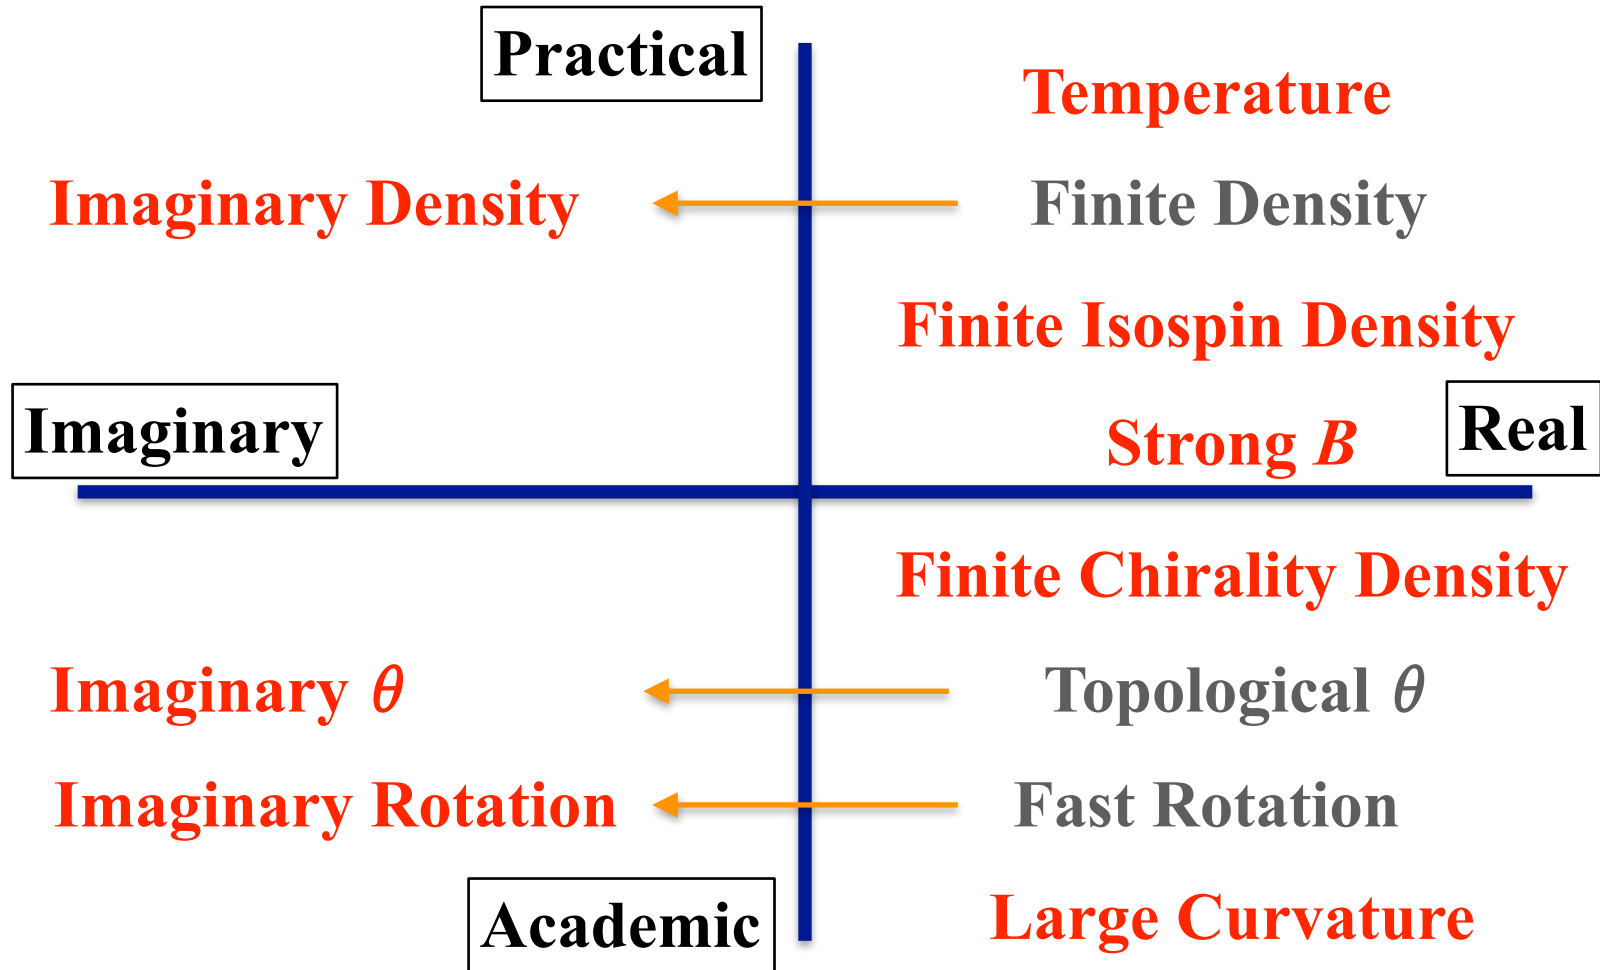 Practical
Temperature
Imaginary Density
Finite Density
Finite Isospin Density
Imaginary
Strong B
Real
Finite Chirality Density
Imaginary θ
Topological θ
Imaginary Rotation
Fast Rotation
Academic
Large Curvature